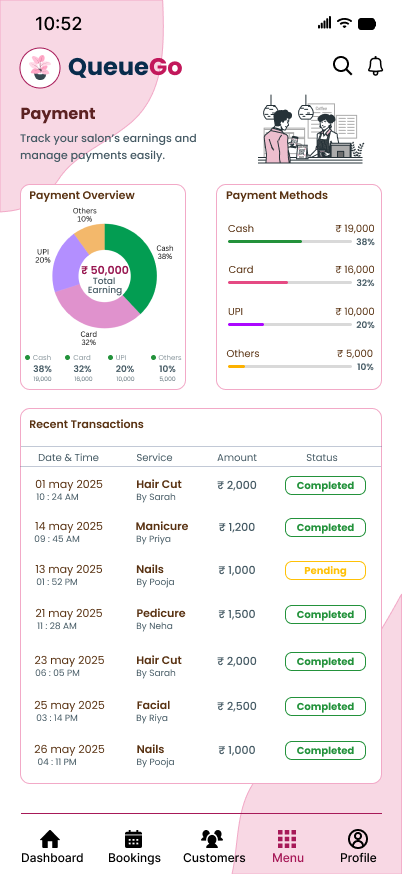 10:52
QueueGo
Payment
Track your salon’s earnings and
manage payments easily.
Payment Overview
Others
10%
UPI
20%
Cash
38%
Card
32%
₹ 50,000
Total
Earning
Cash Card UPI Others
38% 32% 20% 10%
19,000 16,000 10,000 5,000
Payment Methods
Cash ₹ 19,000
38%
Card ₹ 16,000
32%
UPI ₹ 10,000
20%
Others ₹ 5,000
10%
Recent Transactions
Date & Time Service Amount Status
01 may 2025 Hair Cut ₹ 2,000 Completed
10 : 24 AM By Sarah
14 may 2025 Manicure ₹ 1,200 Completed
09 : 45 AM By Priya
13 may 2025 Nails ₹ 1,000 Pending
01 : 52 PM By Pooja
21 may 2025 Pedicure ₹ 1,500 Completed
11 : 28 AM By Neha
23 may 2025 Hair Cut ₹ 2,000 Completed
06 : 05 PM By Sarah
25 may 2025 Facial ₹ 2,500 Completed
03 : 14 PM By Riya
26 may 2025 Nails ₹ 1,000 Completed
04 : 11 PM By Pooja
Dashboard Bookings Customers Menu Profile